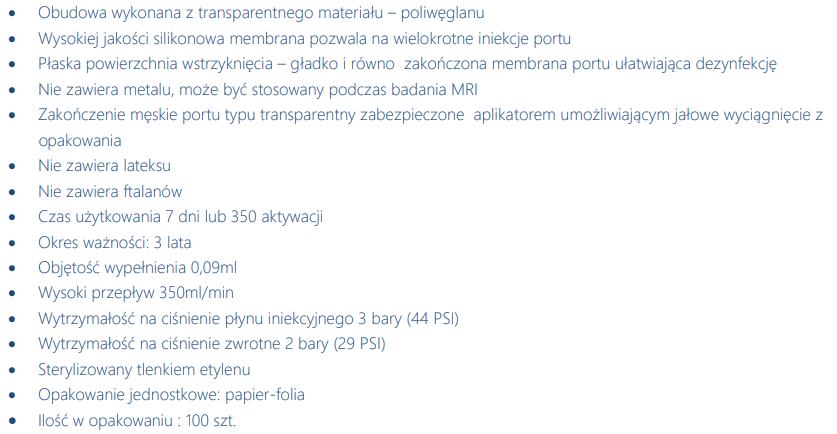 • Obudowa wykonana z transparentnego materiału – poliwęglanu
• Wysokiej jakości silikonowa membrana pozwala na wielokrotne iniekcje portu
• Płaska powierzchnia wstrzyknięcia – gładko i równo zakończona membrana portu ułatwiająca dezynfekcję
• Nie zawiera metalu, może być stosowany podczas badania MRI
• Zakończenie męskie portu typu transparentny zabezpieczone aplikatorem umożliwiającym jałowe wyciągnięcie z
opakowania
• Nie zawiera lateksu
• Nie zawiera ftalanów
• Czas użytkowania 7 dni lub 350 aktywacji
• Okres ważności: 3 lata
• Objętość wypełnienia 0,09ml
• Wysoki przepływ 350ml/min
• Wytrzymałość na ciśnienie płynu iniekcyjnego 3 bary (44 PSI)
• Wytrzymałość na ciśnienie zwrotne 2 bary (29 PSI)
• Sterylizowany tlenkiem etylenu
• Opakowanie jednostkowe: papier-folia
• Ilość w opakowaniu : 100 szt.